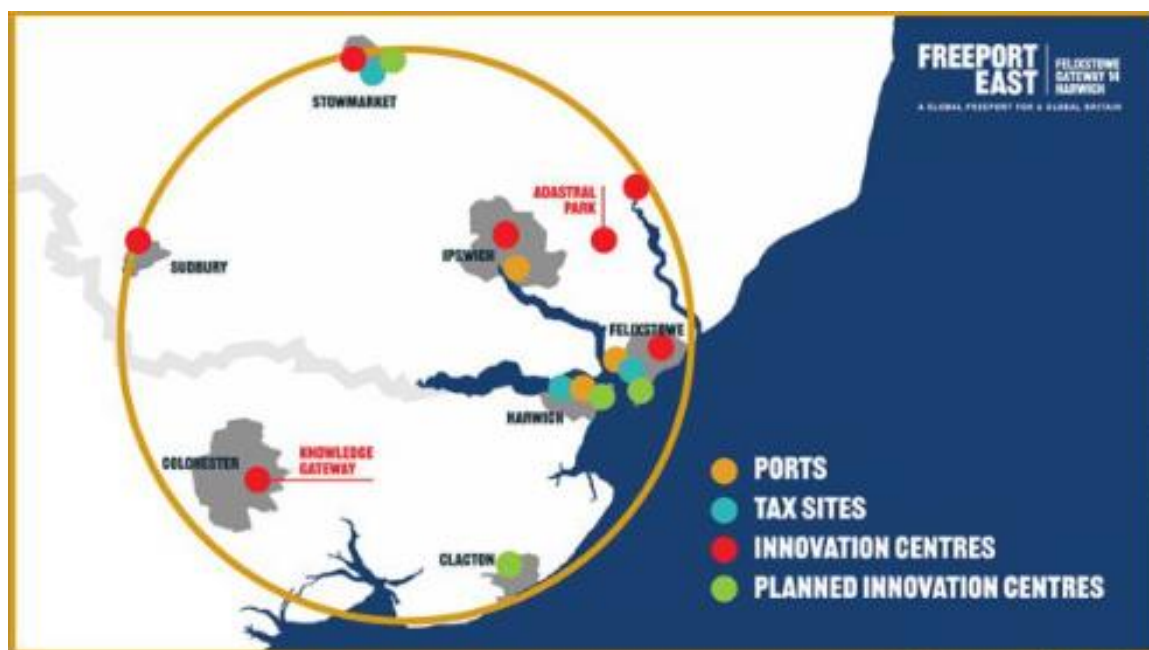 FREEPORT
EAST
FELIXSTOWE
GATEWAY 14
HARWICH
A GLOBAL FREEPORT FOR A GLOBAL BRITAIN
STOWMARKET
ADASTRAL
PARK
IPSWICH
SUDBURY
FELIXSTOWE
HARWICH
COLCHESTER
KNOWLEDGE
GATEWAY
CLACTON
PORTS
TAX SITES
INNOVATION CENTRES
PLANNED INNOVATION CENTRES